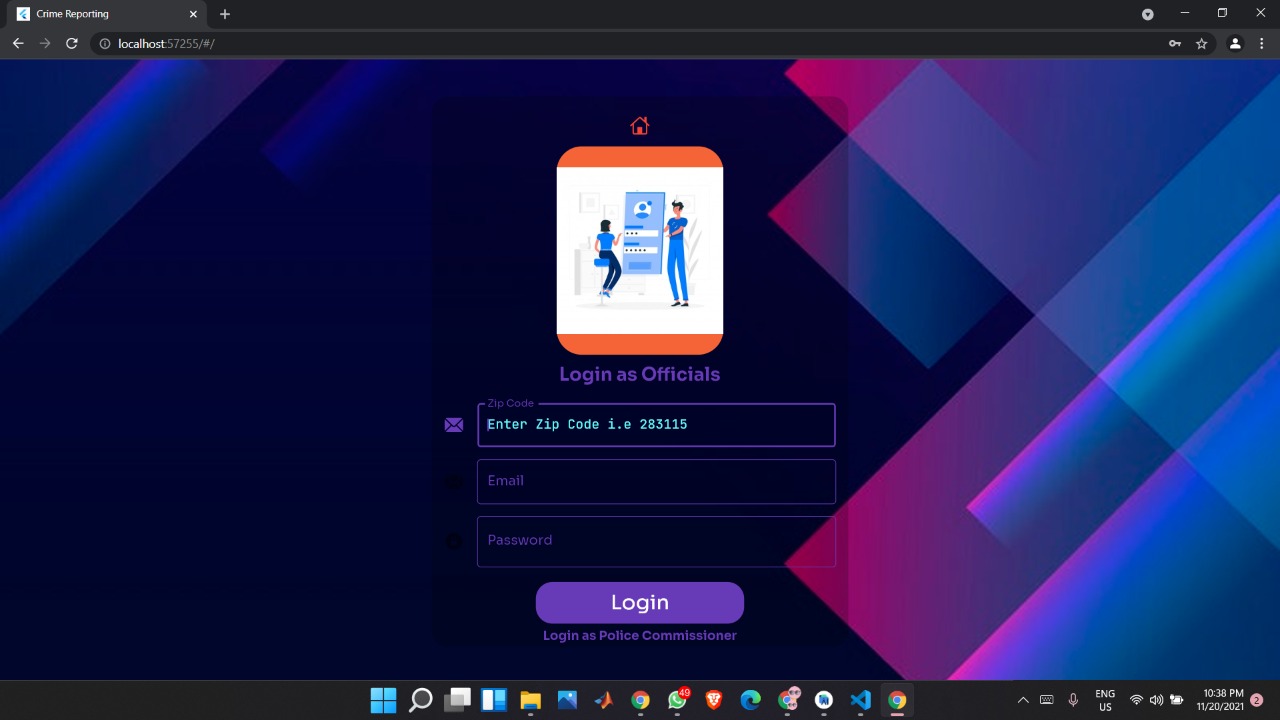 Crime Reporting
localhost:57255/#/
Login as Officials
Zip Code
Enter Zip Code i.e 283115
Email
Password
Login
Login as Police Commissioner
49
ENG
US
10:38 PM
11/20/2021
2